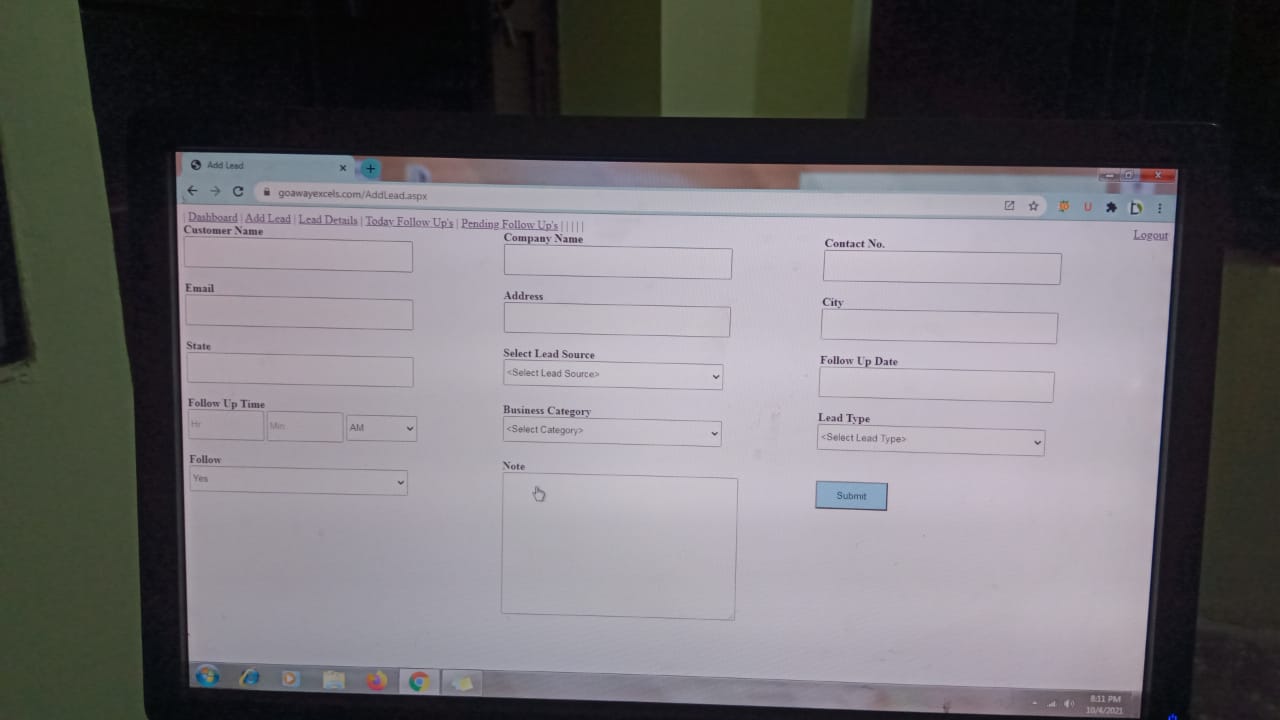 Add Lead
goawayexcels.com/AddLead.aspx
| Dashboard | Add Lead | Lead Details | Today Follow Up's | Pending Follow Up's | | | | |
Logout
Customer Name
Company Name
Contact No.
Email
Address
City
State
Select Lead Source
<Select Lead Source>
Follow Up Date
Follow Up Time
Hr
Min
AM
Business Category
<Select Category>
Lead Type
<Select Lead Type>
Follow
Yes
Note
Submit
8:11 PM
10/4/2021